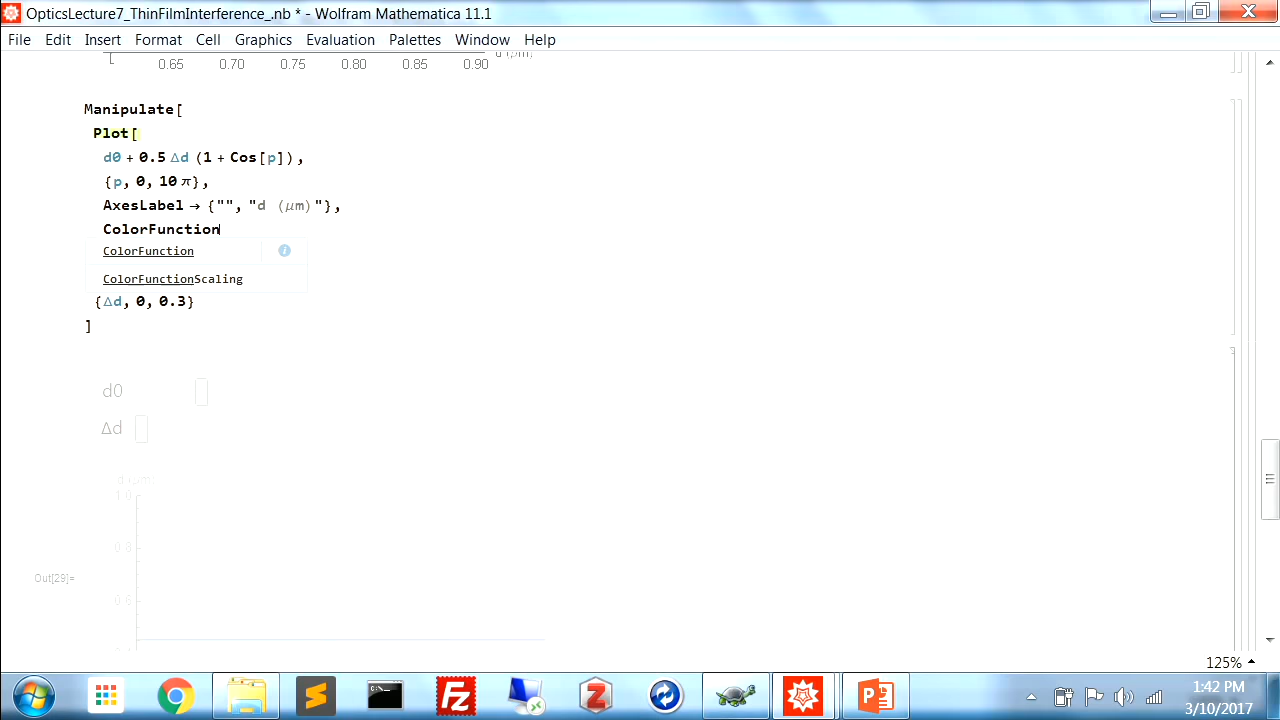 OpticsLecture7_ThinFilmInterference_.nb * - Wolfram Mathematica 11.1
File Edit Insert Format Cell Graphics Evaluation Palettes Window Help
0.65 0.70 0.75 0.80 0.85 0.90 d (μm)
Manipulate[
Plot[
d0 + 0.5 Δd (1 + Cos[p]),
{p, 0, 10 π},
AxesLabel → {"", "d (μm)"},
ColorFunction
ColorFunction
ColorFunctionScaling
{Δd, 0, 0.3}
]
d0
Δd
d (μm)
1.0
0.8
Out[29]=
0.6
125%
1:42 PM
3/10/2017